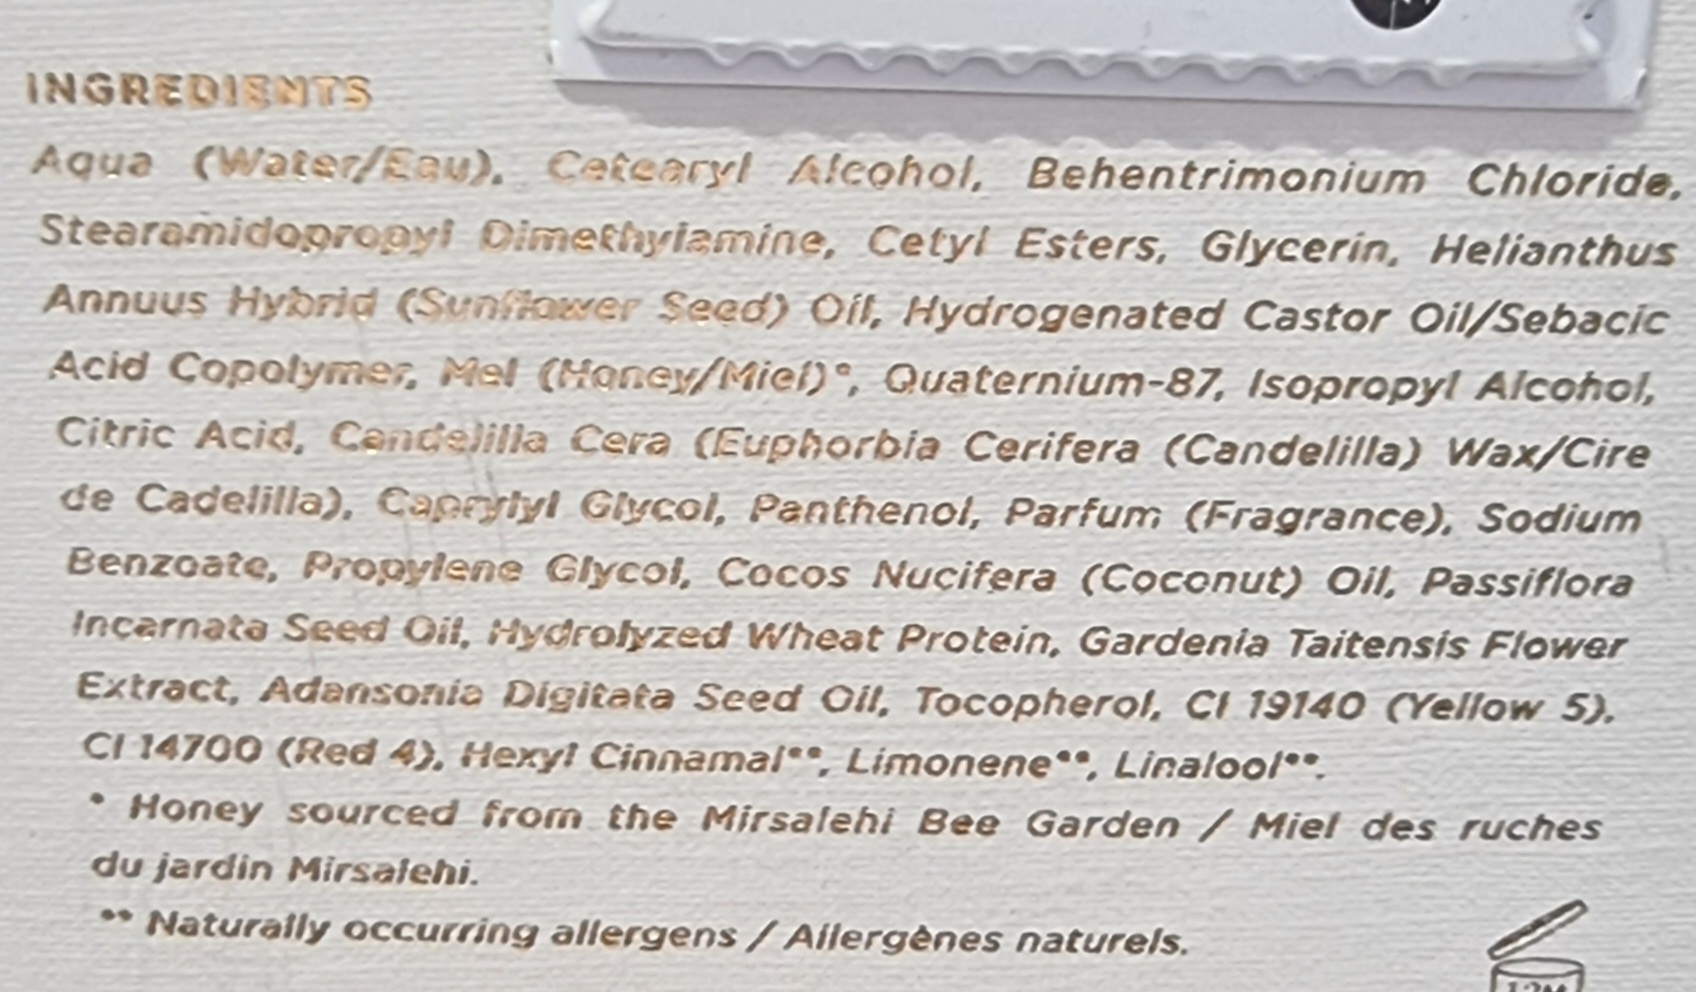 INGREDIENTS
Aqua (Water/Eau), Cetearyl Alcohol, Behentrimonium Chloride,
Stearamidopropyl Dimethylamine, Cetyl Esters, Glycerin, Helianthus
Annuus Hybrid (Sunflower Seed) Oil, Hydrogenated Castor Oil/Sebacic
Acid Copolymer, Mel (Honey/Miel)*, Quaternium-87, Isopropyl Alcohol,
Citric Acid, Candelilla Cera (Euphorbia Cerifera (Candelilla) Wax/Cire
de Cadelilla), Caprylyl Glycol, Panthenol, Parfum (Fragrance), Sodium
Benzoate, Propylene Glycol, Cocos Nucifera (Coconut) Oil, Passiflora
Incarnata Seed Oil, Hydrolyzed Wheat Protein, Gardenia Taitensis Flower
Extract, Adansonia Digitata Seed Oil, Tocopherol, CI 19140 (Yellow 5),
CI 14700 (Red 4), Hexyl Cinnamal**, Limonene**, Linalool**.
* Honey sourced from the Mirsalehi Bee Garden / Miel des ruches
du jardin Mirsalehi.
** Naturally occurring allergens / Allergènes naturels.
12M